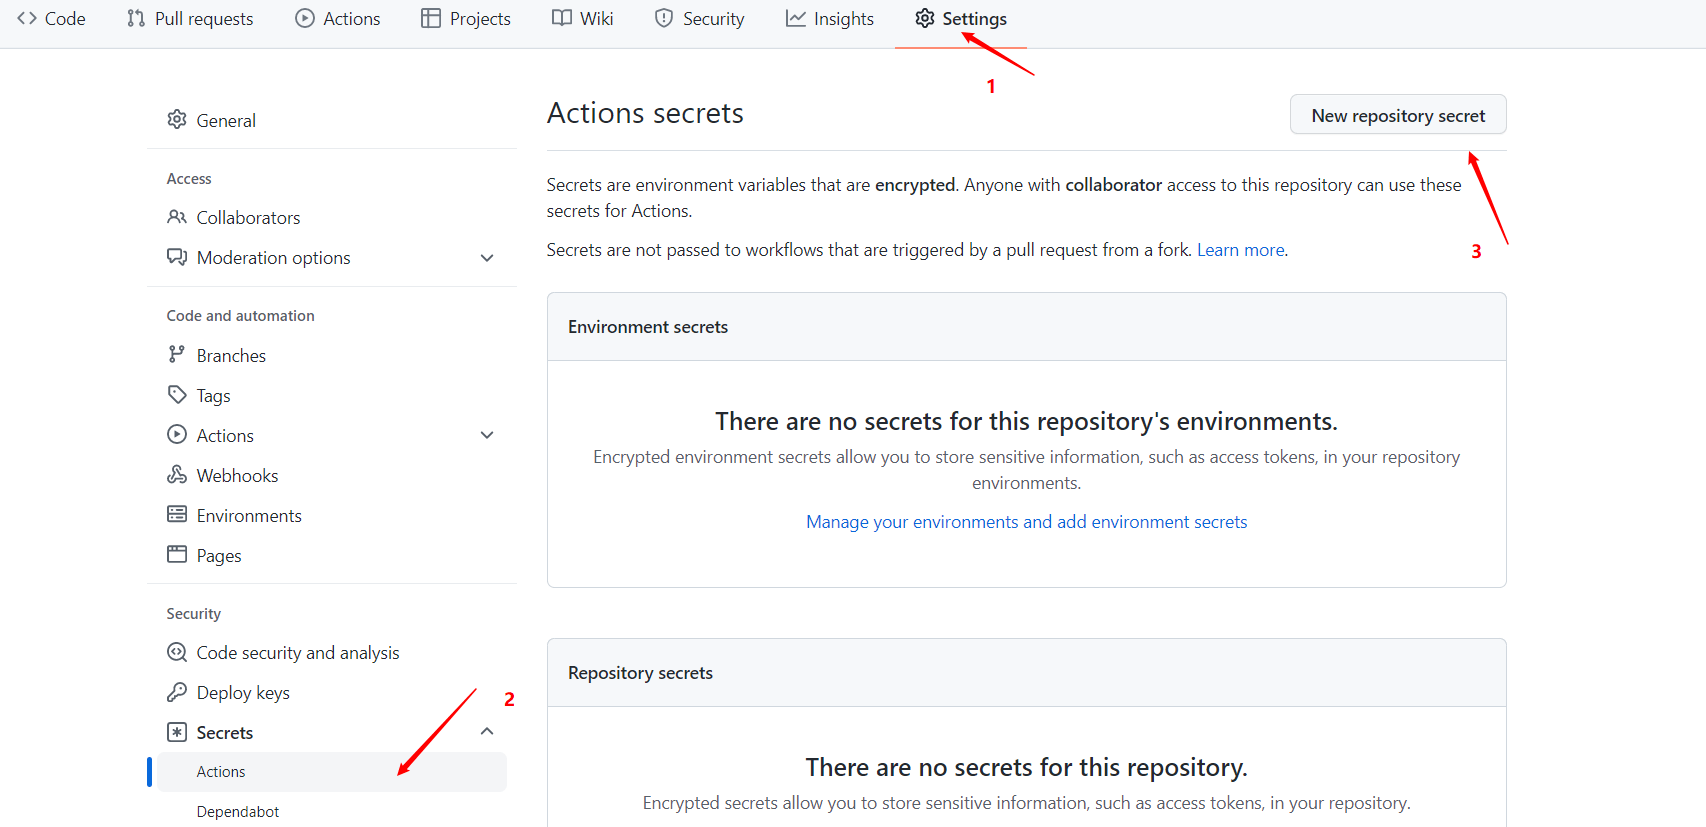 Code Pull requests Actions Projects Wiki Security Insights Settings
1
General
Access
Collaborators
Moderation options
Code and automation
Branches
Tags
Actions
Webhooks
Environments
Pages
Security
Code security and analysis
Deploy keys
2
Secrets
Actions
Dependabot
Actions secrets
New repository secret
3
Secrets are environment variables that are encrypted. Anyone with collaborator access to this repository can use these
secrets for Actions.
Secrets are not passed to workflows that are triggered by a pull request from a fork. Learn more.
Environment secrets
There are no secrets for this repository's environments.
Encrypted environment secrets allow you to store sensitive information, such as access tokens, in your repository
environments.
Manage your environments and add environment secrets
Repository secrets
There are no secrets for this repository.
Encrypted secrets allow you to store sensitive information, such as access tokens, in your repository.